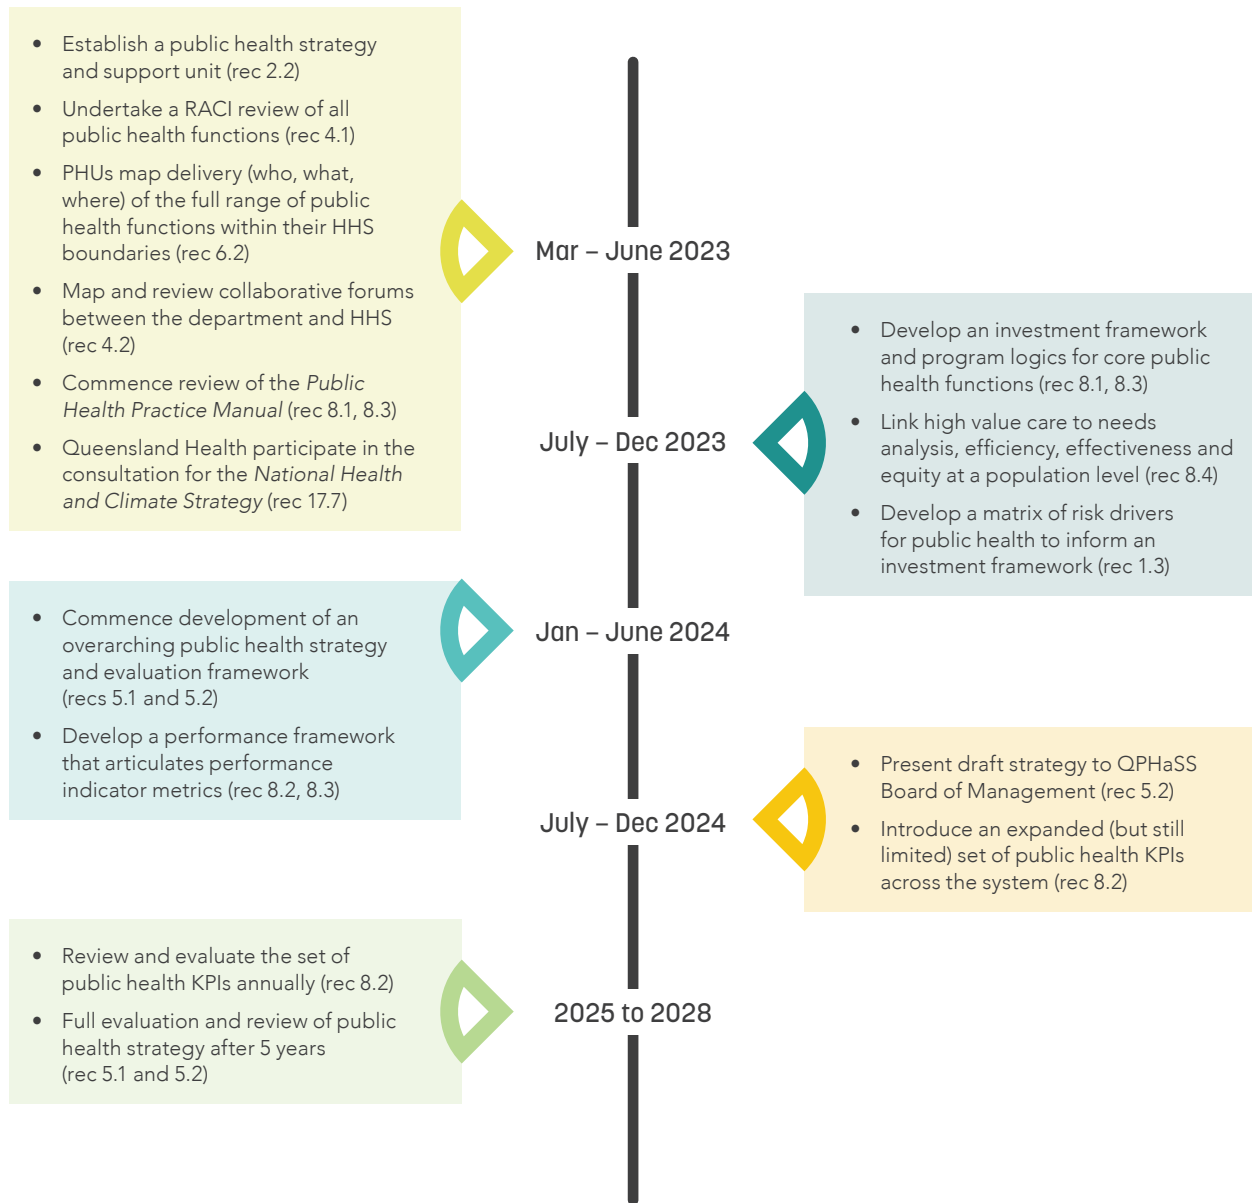 • Establish a public health strategy
and support unit (rec 2.2)
• Undertake a RACI review of all
public health functions (rec 4.1)
• PHUs map delivery (who, what,
where) of the full range of public
health functions within their HHS
boundaries (rec 6.2)
• Map and review collaborative forums
between the department and HHS
(rec 4.2)
• Commence review of the Public
Health Practice Manual (rec 8.1, 8.3)
• Queensland Health participate in the
consultation for the National Health
and Climate Strategy (rec 17.7)
Mar – June 2023
July – Dec 2023
• Develop an investment framework
and program logics for core public
health functions (rec 8.1, 8.3)
• Link high value care to needs
analysis, efficiency, effectiveness and
equity at a population level (rec 8.4)
• Develop a matrix of risk drivers
for public health to inform an
investment framework (rec 1.3)
• Commence development of an
overarching public health strategy
and evaluation framework
(recs 5.1 and 5.2)
• Develop a performance framework
that articulates performance
indicator metrics (rec 8.2, 8.3)
Jan – June 2024
July – Dec 2024
• Present draft strategy to QPHaSS
Board of Management (rec 5.2)
• Introduce an expanded (but still
limited) set of public health KPIs
across the system (rec 8.2)
• Review and evaluate the set of
public health KPIs annually (rec 8.2)
• Full evaluation and review of public
health strategy after 5 years
(rec 5.1 and 5.2)
2025 to 2028